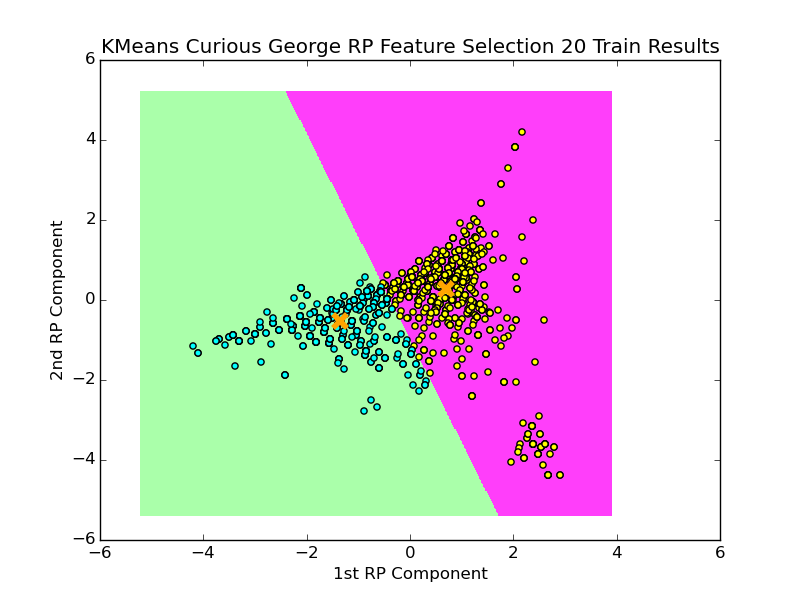 KMeans Curious George RP Feature Selection 20 Train Results
6
4
2
0
−2
−4
−6
2nd RP Component
−6 −4 −2 0 2 4 6
1st RP Component